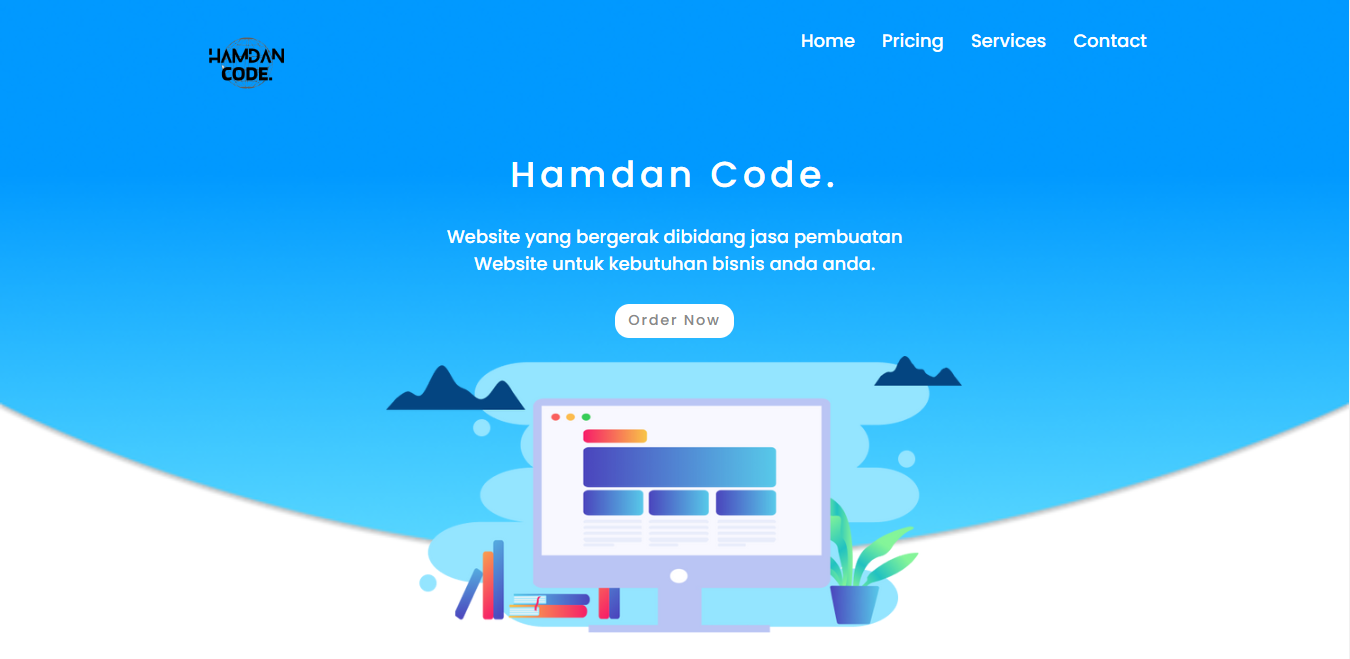 HAMDAN
CODE.
Home Pricing Services Contact
Hamdan Code.
Website yang bergerak dibidang jasa pembuatan
Website untuk kebutuhan bisnis anda anda.
Order Now